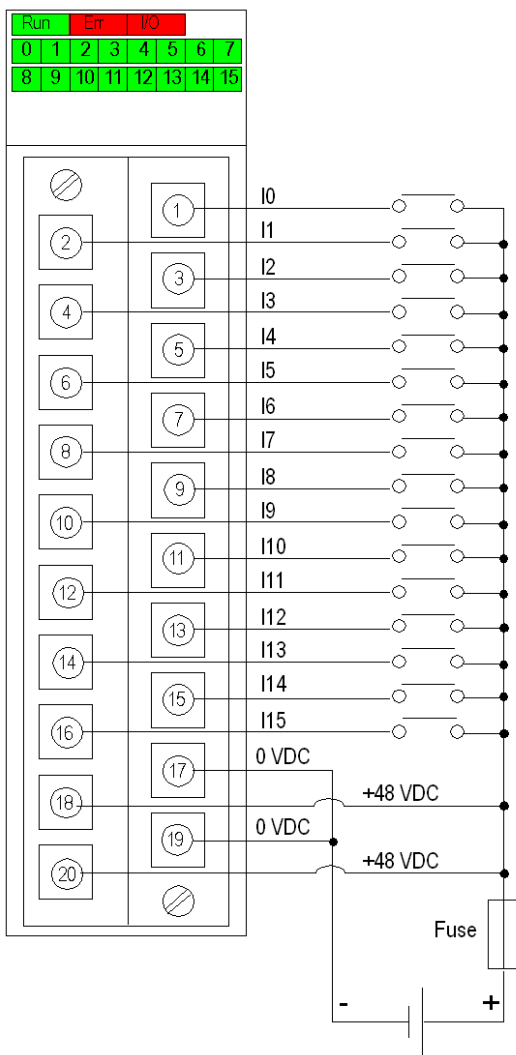 Run Err I/O
0 1 2 3 4 5 6 7
8 9 10 11 12 13 14 15
1 I0
2 I1
3 I2
4 I3
5 I4
6 I5
7 I6
8 I7
9 I8
10 I9
11 I10
12 I11
13 I12
14 I13
15 I14
16 I15
17 0 VDC
18 +48 VDC
19 0 VDC
20 +48 VDC
Fuse
- +